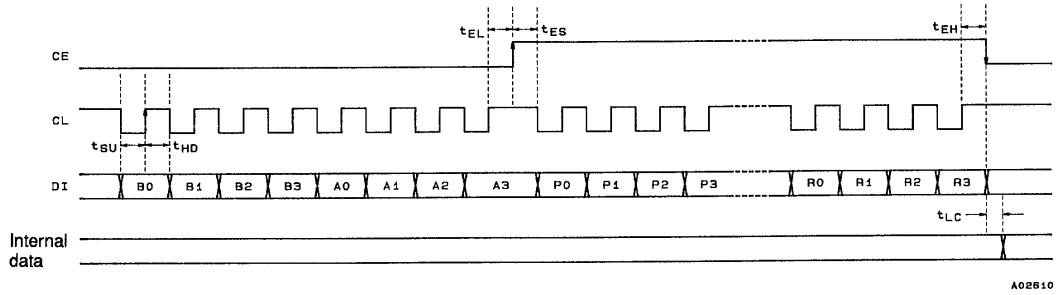 tEL tES tEH
CE
CL
tSU tHD
DI B0 B1 B2 B3 A0 A1 A2 A3 P0 P1 P2 P3 R0 R1 R2 R3
tLC
Internal
data
A02610